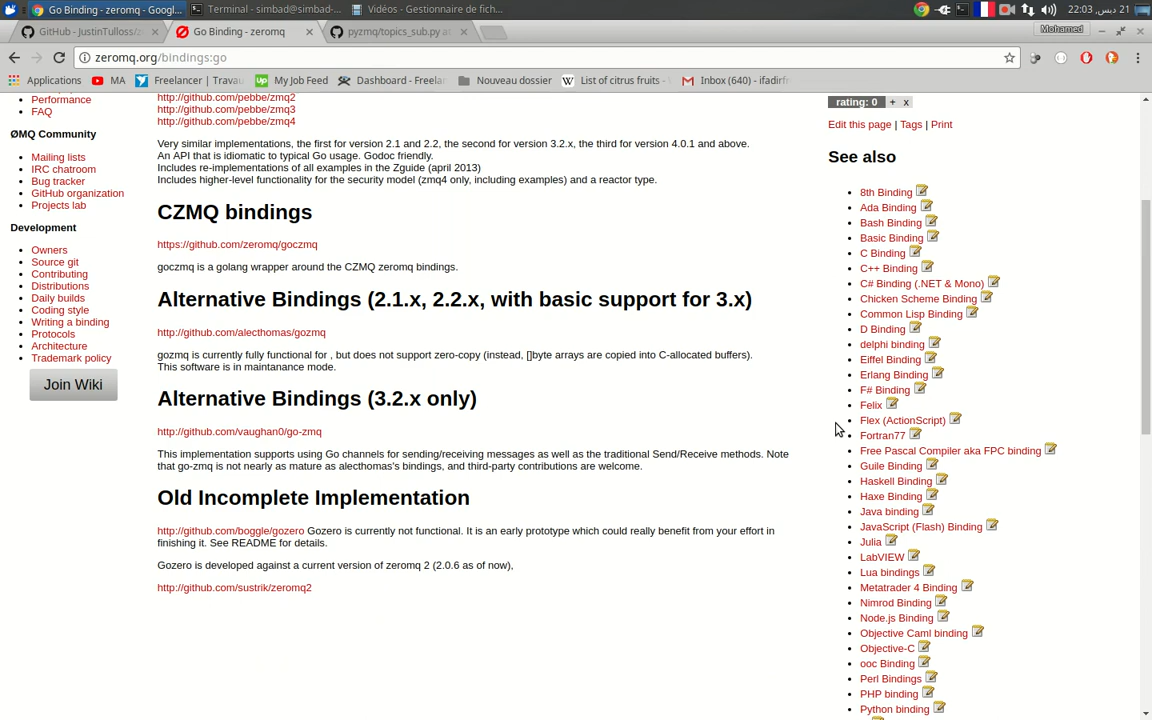 Go Binding - zeromq - Googl...
Terminal - simbad@simbad-...
Vidéos - Gestionnaire de fich...
21 ديس, 22:03
GitHub - JustinTulloss/z
Go Binding - zeromq
pyzmq/topics_sub.py at
Mohamed
zeromq.org/bindings:go
Applications
MA
Freelancer | Travau
My Job Feed
Dashboard - Freelan
Nouveau dossier
List of citrus fruits -
Inbox (640) - ifadirfr
Performance
FAQ
ØMQ Community
Mailing lists
IRC chatroom
Bug tracker
GitHub organization
Projects lab
Development
Owners
Source git
Contributing
Distributions
Daily builds
Coding style
Writing a binding
Protocols
Architecture
Trademark policy
Join Wiki
http://github.com/pebbe/zmq2
http://github.com/pebbe/zmq3
http://github.com/pebbe/zmq4
Very similar implementations, the first for version 2.1 and 2.2, the second for version 3.2.x, the third for version 4.0.1 and above.
An API that is idiomatic to typical Go usage. Godoc friendly.
Includes re-implementations of all examples in the Zguide (april 2013)
Includes higher-level functionality for the security model (zmq4 only, including examples) and a reactor type.
CZMQ bindings
https://github.com/zeromq/goczmq
goczmq is a golang wrapper around the CZMQ zeromq bindings.
Alternative Bindings (2.1.x, 2.2.x, with basic support for 3.x)
http://github.com/alecthomas/gozmq
gozmq is currently fully functional for , but does not support zero-copy (instead, []byte arrays are copied into C-allocated buffers).
This software is in maintanance mode.
Alternative Bindings (3.2.x only)
http://github.com/vaughan0/go-zmq
This implementation supports using Go channels for sending/receiving messages as well as the traditional Send/Receive methods. Note
that go-zmq is not nearly as mature as alecthomas's bindings, and third-party contributions are welcome.
Old Incomplete Implementation
http://github.com/boggle/gozero Gozero is currently not functional. It is an early prototype which could really benefit from your effort in
finishing it. See README for details.
Gozero is developed against a current version of zeromq 2 (2.0.6 as of now),
http://github.com/sustrik/zeromq2
rating: 0 + x
Edit this page | Tags | Print
See also
8th Binding
Ada Binding
Bash Binding
Basic Binding
C Binding
C++ Binding
C# Binding (.NET & Mono)
Chicken Scheme Binding
Common Lisp Binding
D Binding
delphi binding
Eiffel Binding
Erlang Binding
F# Binding
Felix
Flex (ActionScript)
Fortran77
Free Pascal Compiler aka FPC binding
Guile Binding
Haskell Binding
Haxe Binding
Java binding
JavaScript (Flash) Binding
Julia
LabVIEW
Lua bindings
Metatrader 4 Binding
Nimrod Binding
Node.js Binding
Objective Caml binding
Objective-C
ooc Binding
Perl Bindings
PHP binding
Python binding